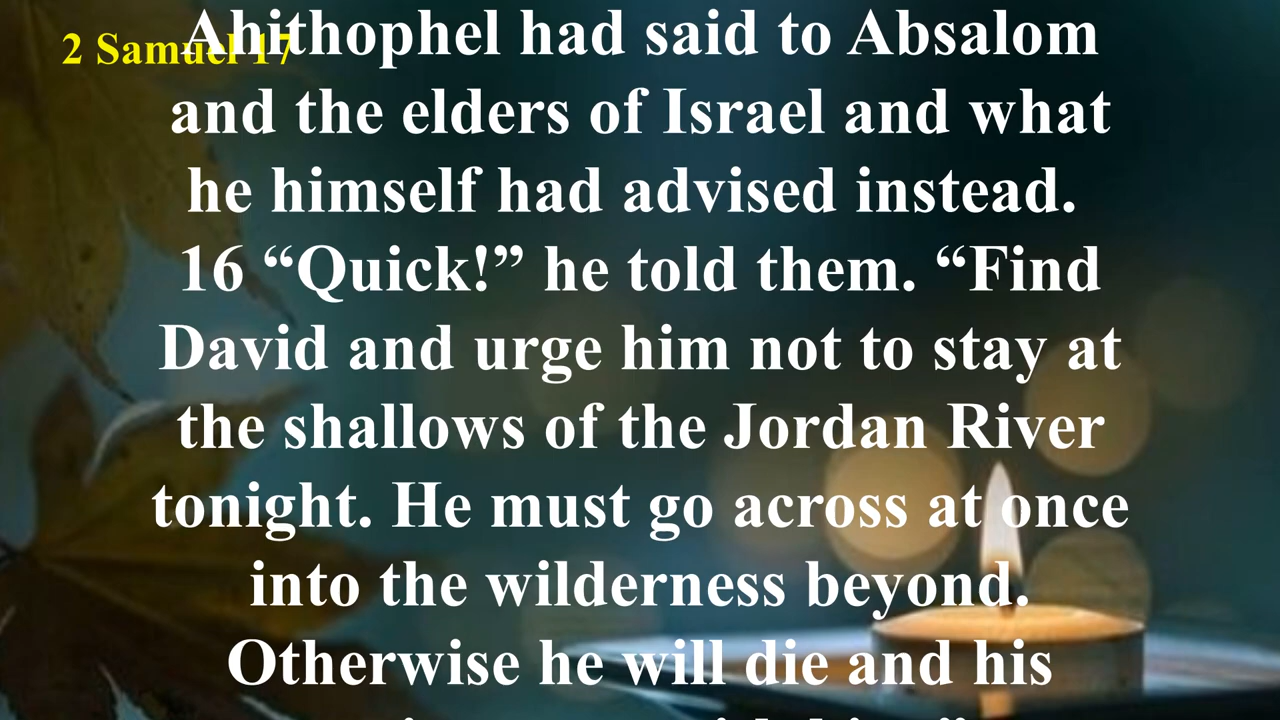 2 Samuel 17
Ahithophel had said to Absalom
and the elders of Israel and what
he himself had advised instead.
16 “Quick!” he told them. “Find
David and urge him not to stay at
the shallows of the Jordan River
tonight. He must go across at once
into the wilderness beyond.
Otherwise he will die and his